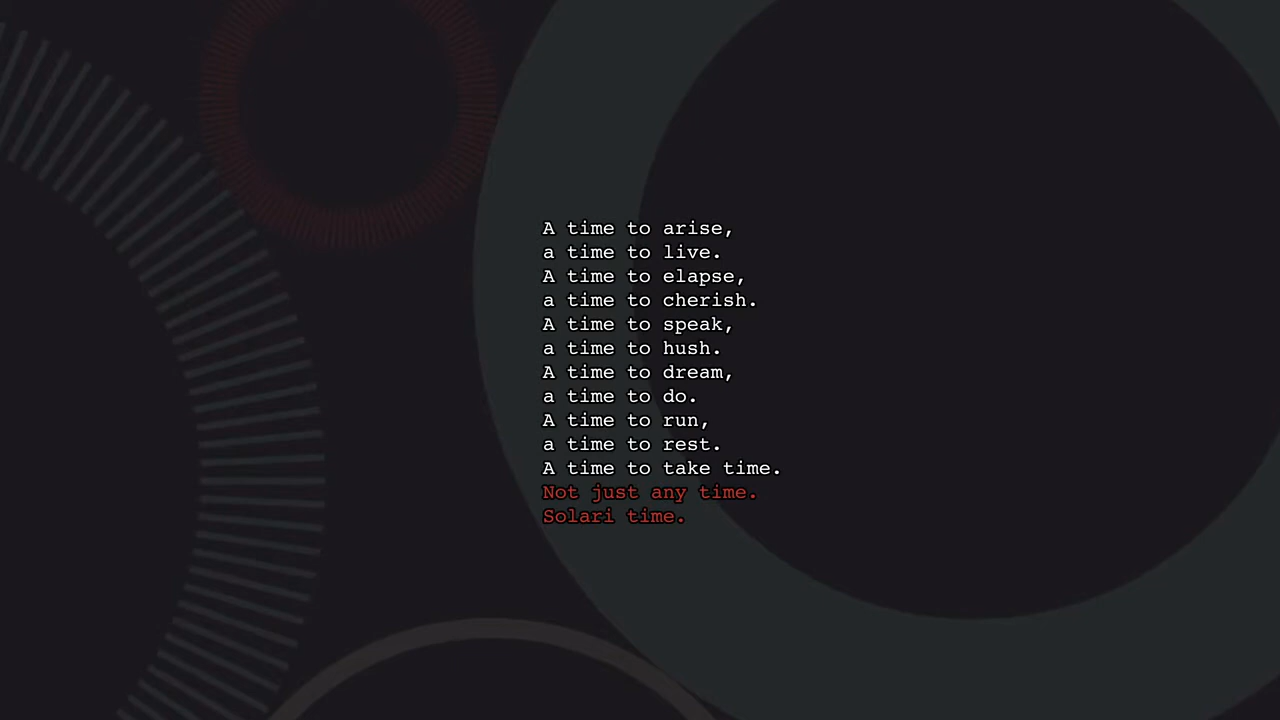 A time to arise,
a time to live.
A time to elapse,
a time to cherish.
A time to speak,
a time to hush.
A time to dream,
a time to do.
A time to run,
a time to rest.
A time to take time.
Not just any time.
Solari time.